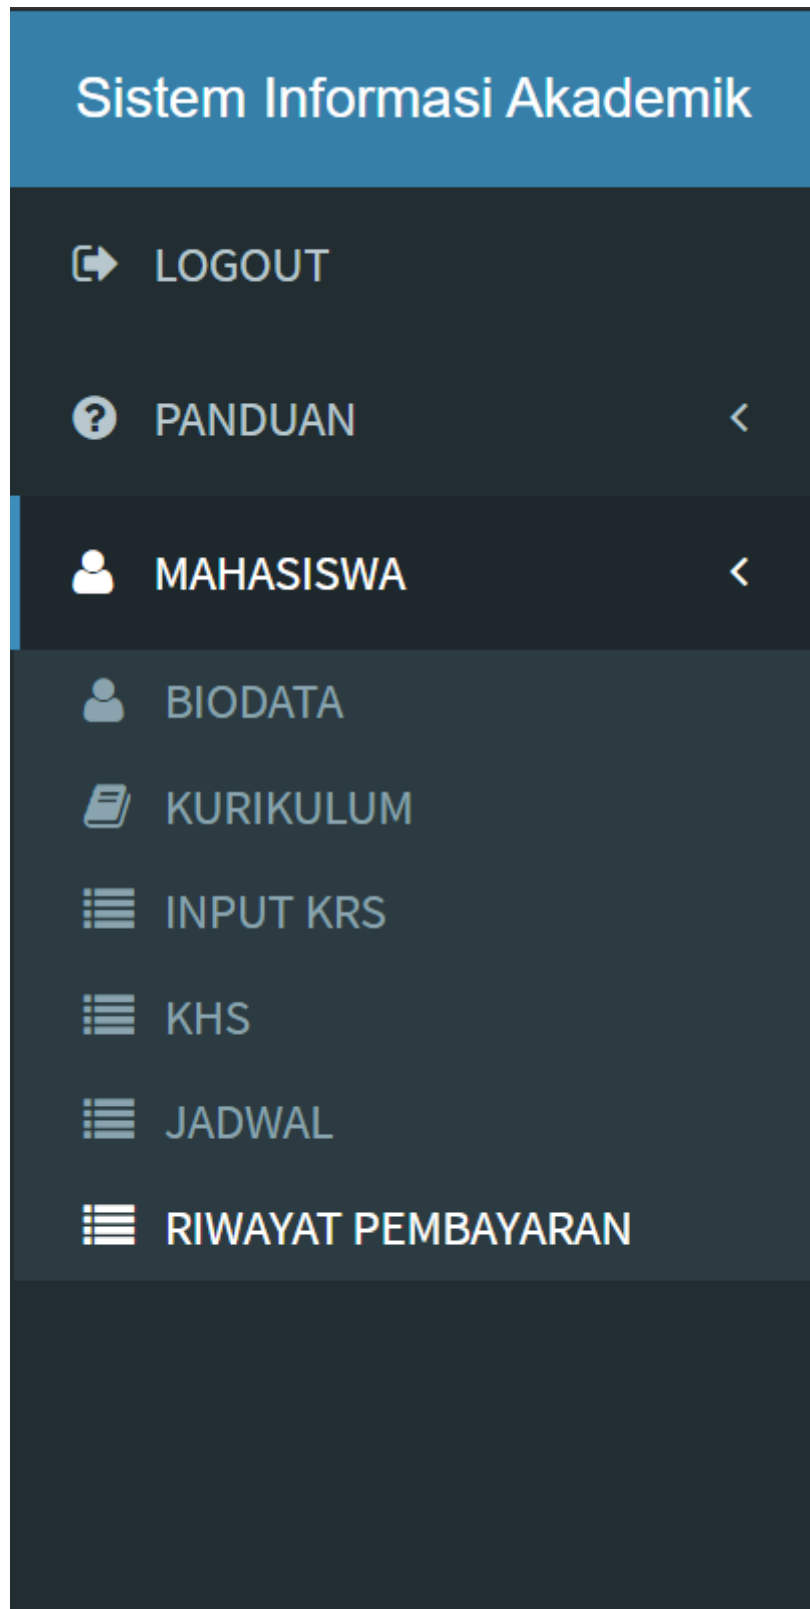 Sistem Informasi Akademik
LOGOUT
PANDUAN
MAHASISWA
BIODATA
KURIKULUM
INPUT KRS
KHS
JADWAL
RIWAYAT PEMBAYARAN